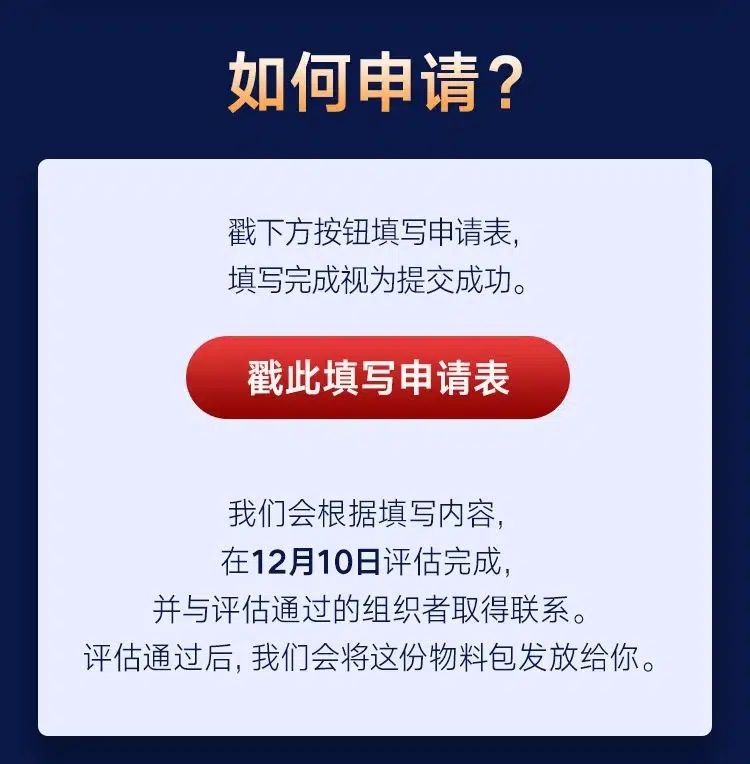 如何申请？
戳下方按钮填写申请表，
填写完成视为提交成功。
戳此填写申请表
我们会根据填写内容，
在12月10日评估完成，
并与评估通过的组织者取得联系。
评估通过后，我们会将这份物料包发放给你。